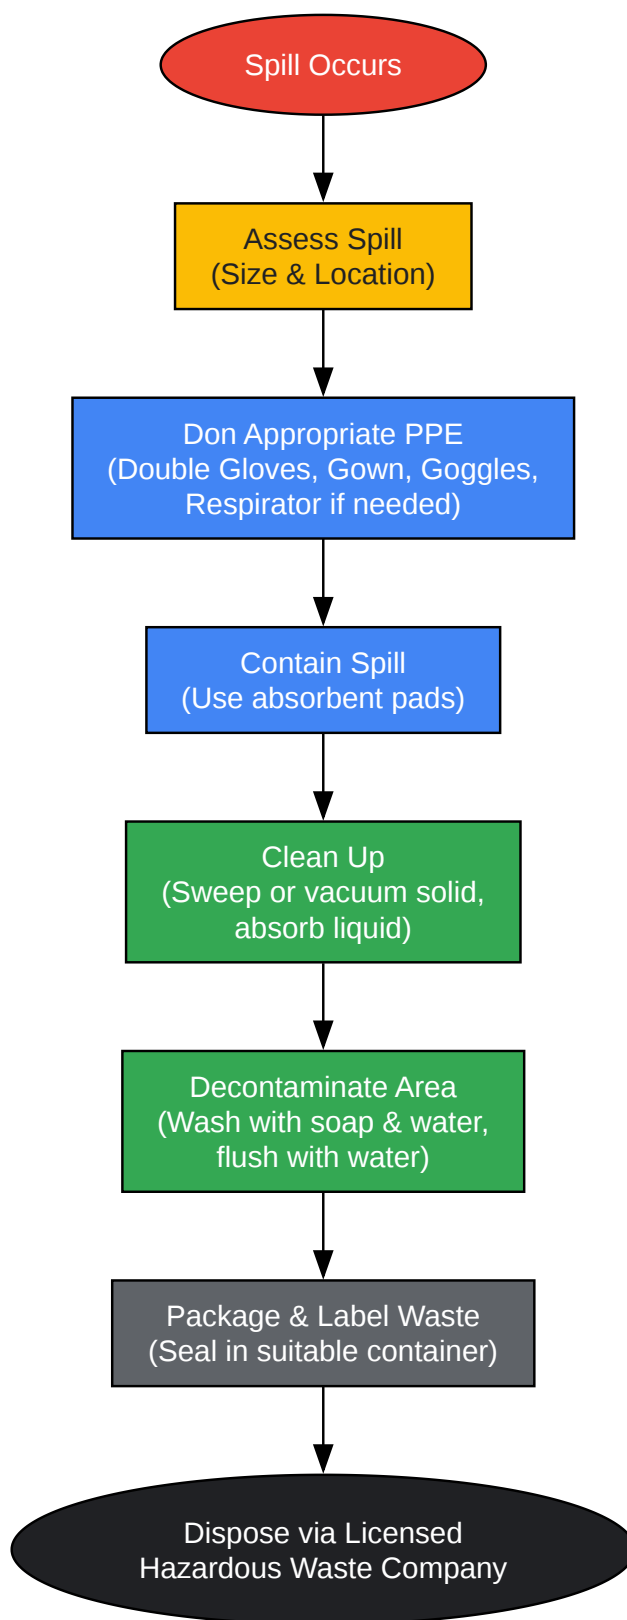 Spill Occurs
Assess Spill
(Size & Location)
Don Appropriate PPE
(Double Gloves, Gown, Goggles,
Respirator if needed)
Contain Spill
(Use absorbent pads)
Clean Up
(Sweep or vacuum solid,
absorb liquid)
Decontaminate Area
(Wash with soap & water,
flush with water)
Package & Label Waste
(Seal in suitable container)
Dispose via Licensed
Hazardous Waste Company